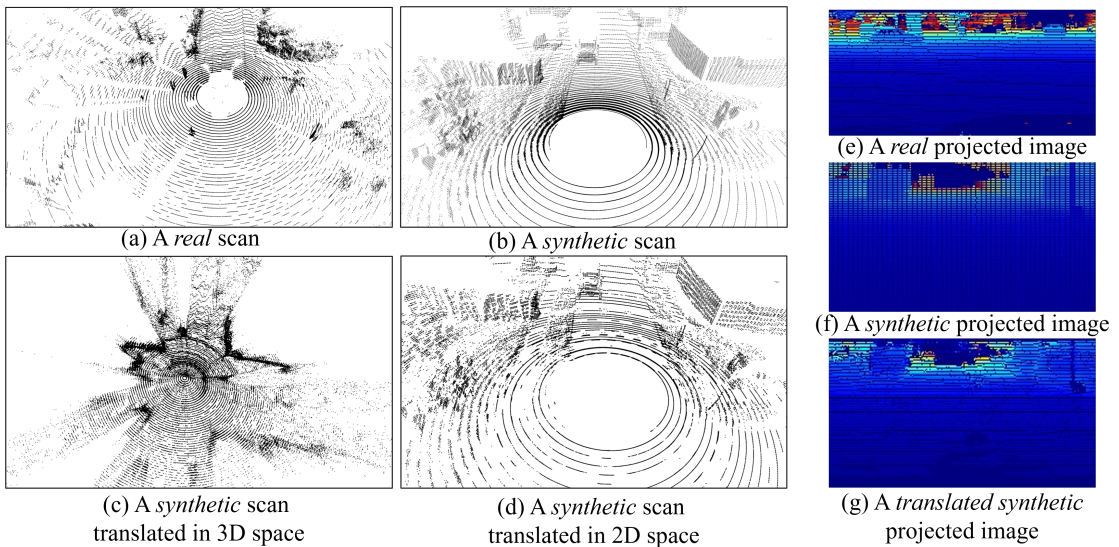 (a) A real scan
(b) A synthetic scan
(c) A synthetic scan
translated in 3D space
(d) A synthetic scan
translated in 2D space
(e) A real projected image
(f) A synthetic projected image
(g) A translated synthetic
projected image